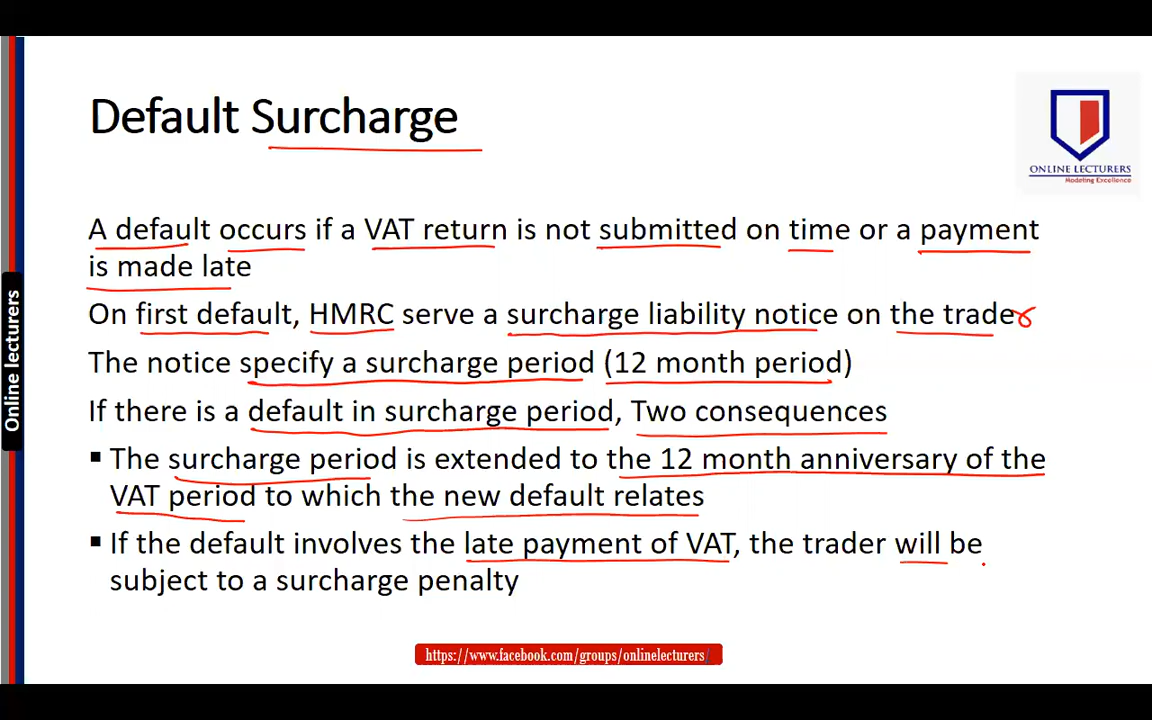 Default Surcharge
ONLINE LECTURERS
Modeling Excellence
A default occurs if a VAT return is not submitted on time or a payment
is made late
On first default, HMRC serve a surcharge liability notice on the trader
The notice specify a surcharge period (12 month period)
If there is a default in surcharge period, Two consequences
▪ The surcharge period is extended to the 12 month anniversary of the
VAT period to which the new default relates
▪ If the default involves the late payment of VAT, the trader will be
subject to a surcharge penalty
https://www.facebook.com/groups/onlinelecturers/
Online lecturers